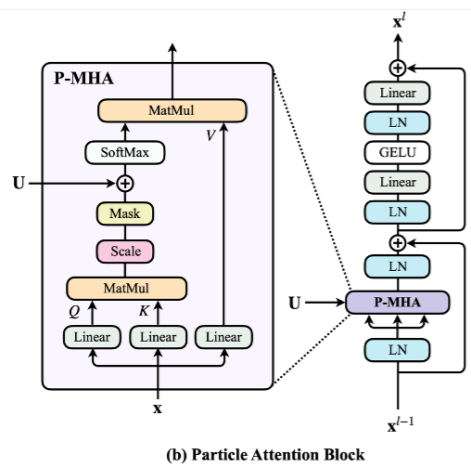 P-MHA
MatMul
V
SoftMax
U
+
Mask
Scale
MatMul
Q
K
Linear
Linear
Linear
x
x^l
+
Linear
LN
GELU
Linear
LN
+
LN
U
P-MHA
LN
x^{l-1}
(b) Particle Attention Block